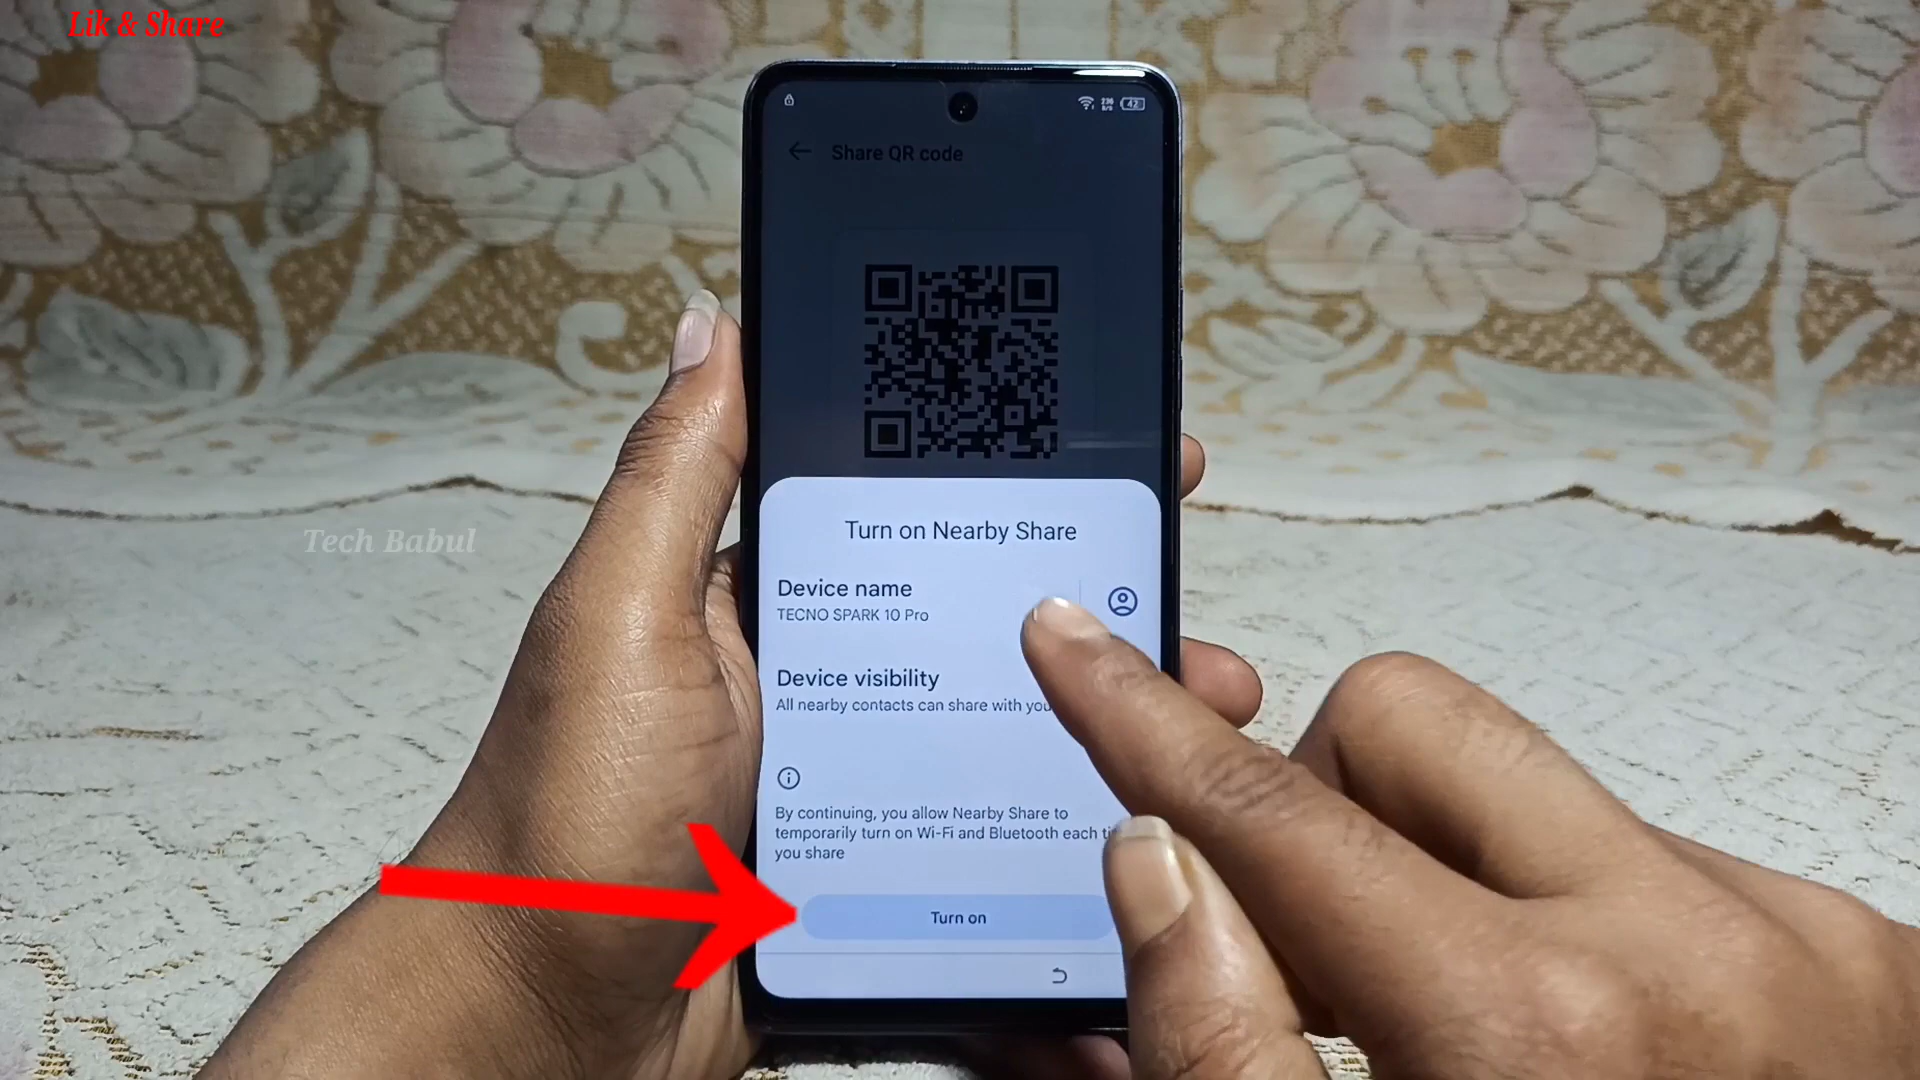 Lik & Share
42
Share QR code
Tech Babul
Turn on Nearby Share
Device name
TECNO SPARK 10 Pro
Device visibility
All nearby contacts can share with you
By continuing, you allow Nearby Share to
temporarily turn on Wi-Fi and Bluetooth each
you share
Turn on